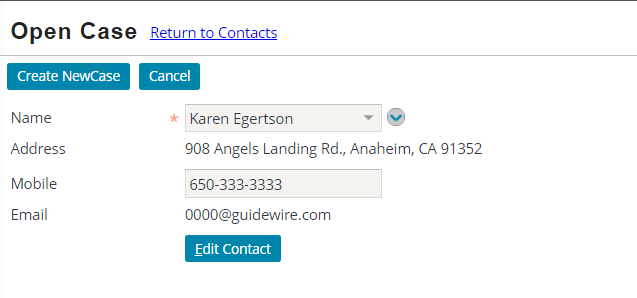 Open Case Return to Contacts
Create NewCase Cancel
Name * Karen Egertson
Address 908 Angels Landing Rd., Anaheim, CA 91352
Mobile 650-333-3333
Email 0000@guidewire.com
Edit Contact